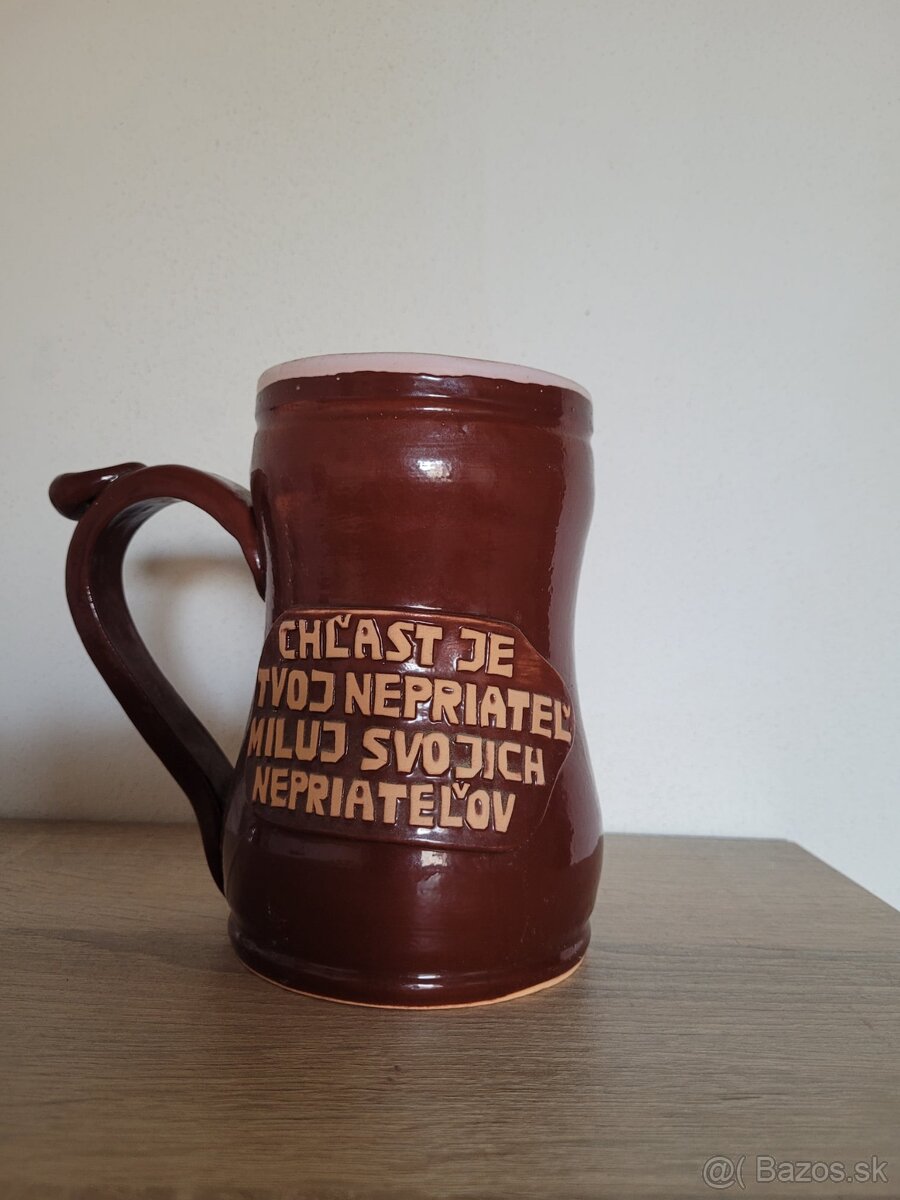 CHĽAST JE
TVOJ NEPRIATEĽ
MILUJ SVOJICH
NEPRIATEĽOV
@( Bazos.sk